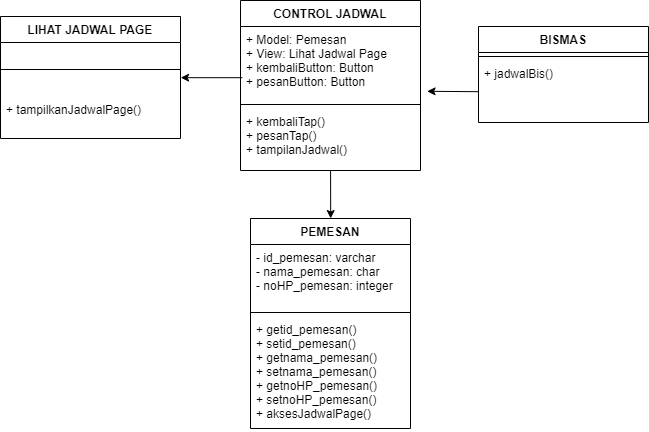 LIHAT JADWAL PAGE
+ tampilkanJadwalPage()
CONTROL JADWAL
+ Model: Pemesan
+ View: Lihat Jadwal Page
+ kembaliButton: Button
+ pesanButton: Button
+ kembaliTap()
+ pesanTap()
+ tampilanJadwal()
BISMAS
+ jadwalBis()
PEMESAN
- id_pemesan: varchar
- nama_pemesan: char
- noHP_pemesan: integer
+ getid_pemesan()
+ setid_pemesan()
+ getnama_pemesan()
+ setnama_pemesan()
+ getnoHP_pemesan()
+ setnoHP_pemesan()
+ aksesJadwalPage()